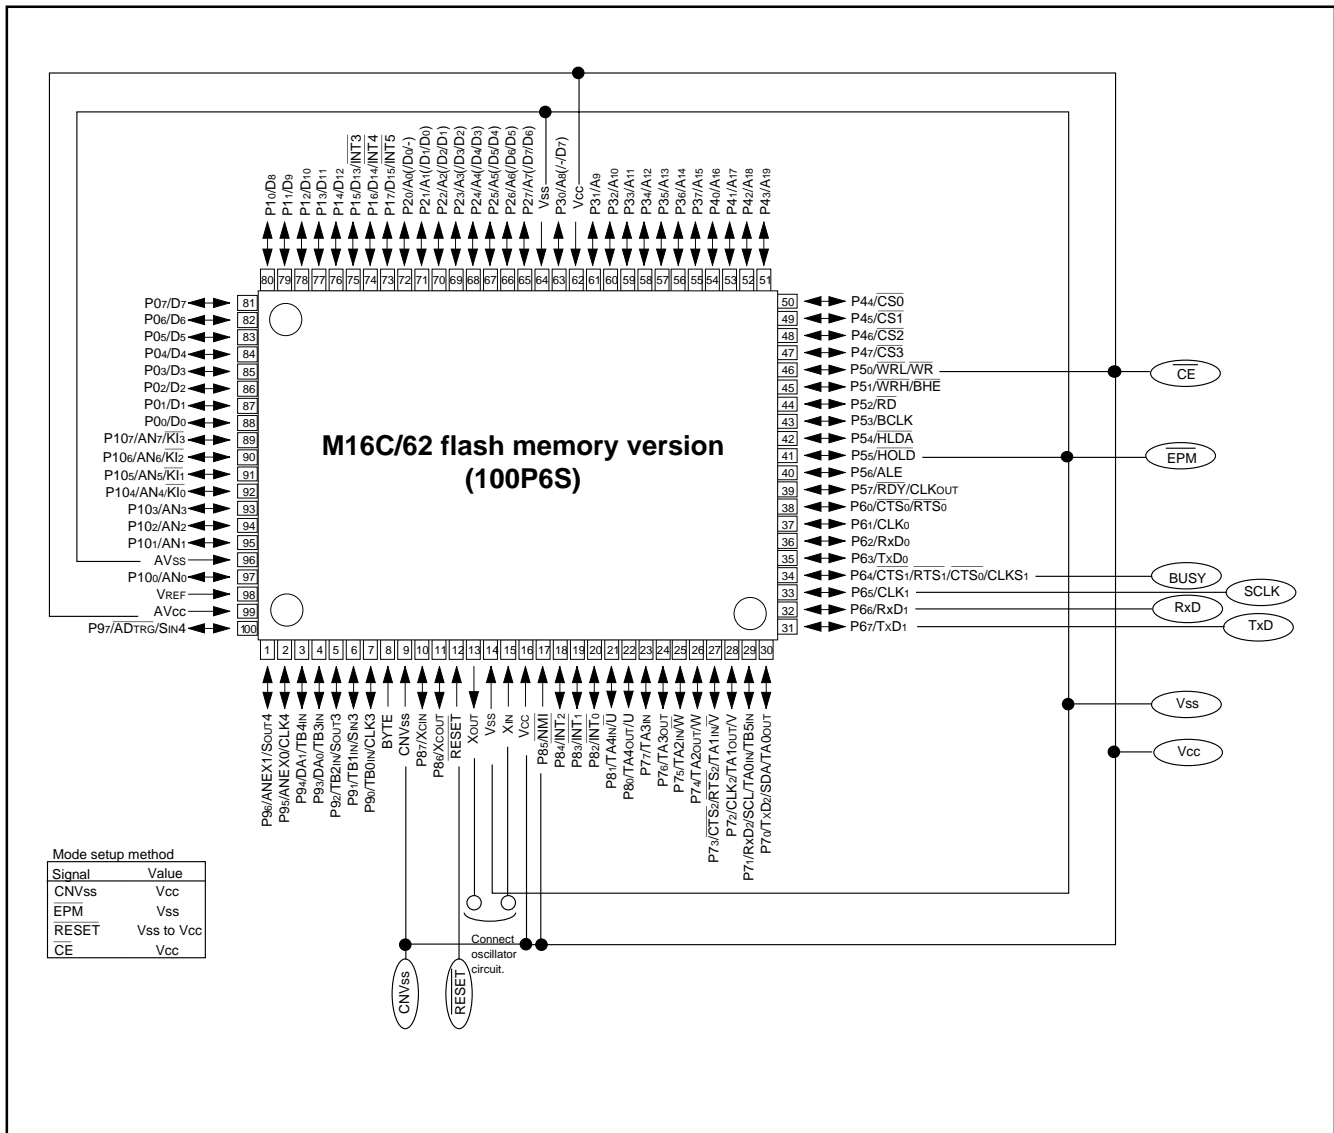 P10/D8
P11/D9
P12/D10
P13/D11
P14/D12
P15/D13/INT3
P16/D14/INT4
P17/D15/INT5
P20/A0(/D0/-)
P21/A1(/D1/D0)
P22/A2(/D2/D1)
P23/A3(/D3/D2)
P24/A4(/D4/D3)
P25/A5(/D5/D4)
P26/A6(/D6/D5)
P27/A7(/D7/D6)
Vss
P30/A8(/-/D7)
Vcc
P31/A9
P32/A10
P33/A11
P34/A12
P35/A13
P36/A14
P37/A15
P40/A16
P41/A17
P42/A18
P43/A19
80 79 78 77 76 75 74 73 72 71 70 69 68 67 66 65 64 63 62 61 60 59 58 57 56 55 54 53 52 51
P07/D7 81
P06/D6 82
P05/D5 83
P04/D4 84
P03/D3 85
P02/D2 86
P01/D1 87
P00/D0 88
P107/AN7/KI3 89
P106/AN6/KI2 90
P105/AN5/KI1 91
P104/AN4/KI0 92
P103/AN3 93
P102/AN2 94
P101/AN1 95
AVss 96
P100/AN0 97
VREF 98
AVcc 99
P97/ADTRG/SIN4 100
M16C/62 flash memory version
(100P6S)
50 P44/CS0
49 P45/CS1
48 P46/CS2
47 P47/CS3
46 P50/WRL/WR
45 P51/WRH/BHE
44 P52/RD
43 P53/BCLK
42 P54/HLDA
41 P55/HOLD
40 P56/ALE
39 P57/RDY/CLKOUT
38 P60/CTS0/RTS0
37 P61/CLK0
36 P62/RxD0
35 P63/TxD0
34 P64/CTS1/RTS1/CTS0/CLKS1
33 P65/CLK1
32 P66/RxD1
31 P67/TxD1
CE
EPM
BUSY
SCLK
RxD
TxD
Vss
Vcc
1 2 3 4 5 6 7 8 9 10 11 12 13 14 15 16 17 18 19 20 21 22 23 24 25 26 27 28 29 30
P96/ANEX1/SOUT4
P95/ANEX0/CLK4
P94/DA1/TB4IN
P93/DA0/TB3IN
P92/TB2IN/SOUT3
P91/TB1IN/SIN3
P90/TB0IN/CLK3
BYTE
CNVss
P87/XCIN
P86/XCOUT
RESET
XOUT
Vss
XIN
Vcc
P85/NMI
P84/INT2
P83/INT1
P82/INT0
P81/TA4IN/U
P80/TA4OUT/U
P77/TA3IN
P76/TA3OUT
P75/TA2IN/W
P74/TA2OUT/W
P73/CTS2/RTS2/TA1IN/V
P72/CLK2/TA1OUT/V
P71/RxD2/SCL/TA0IN/TB5IN
P70/TxD2/SDA/TA0OUT
Mode setup method
Signal Value
CNVss Vcc
EPM Vss
RESET Vss to Vcc
CE Vcc
Connect
oscillator
circuit.
CNVss
RESET